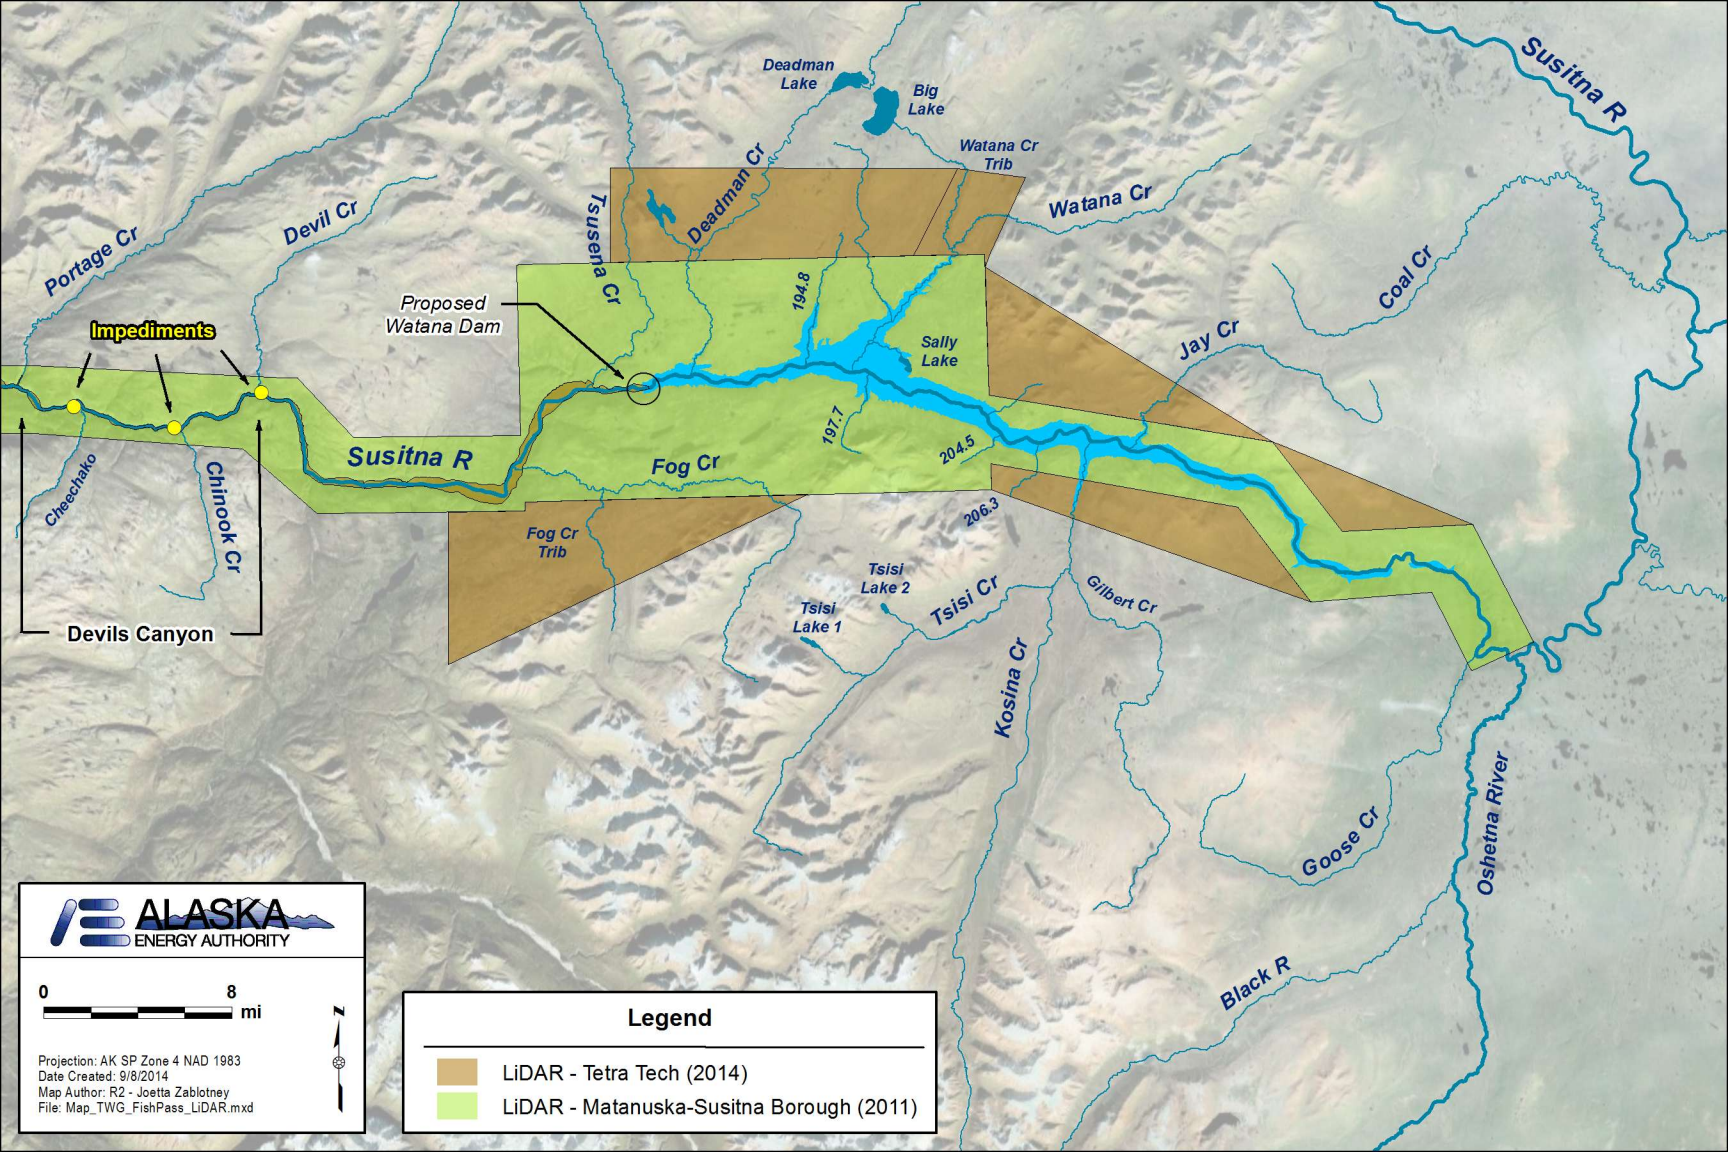 Susitna R
Deadman
Lake
Big
Lake
Watana Cr
Trib
Deadman Cr
Watana Cr
Tsusena Cr
Devil Cr
Portage Cr
Coal Cr
Proposed
Watana Dam
194.8
Impediments
Sally
Lake
Jay Cr
197.7
204.5
Susitna R
Fog Cr
Cheechako
Chinook Cr
206.3
Fog Cr
Trib
Tsisi
Lake 2
Tsisi Cr
Gilbert Cr
Tsisi
Lake 1
Devils Canyon
Kosina Cr
Goose Cr
Oshetna River
Black R
ALASKA
ENERGY AUTHORITY
0 8
mi
N
Projection: AK SP Zone 4 NAD 1983
Date Created: 9/8/2014
Map Author: R2 - Joetta Zablotney
File: Map_TWG_FishPass_LiDAR.mxd
Legend
LiDAR - Tetra Tech (2014)
LiDAR - Matanuska-Susitna Borough (2011)